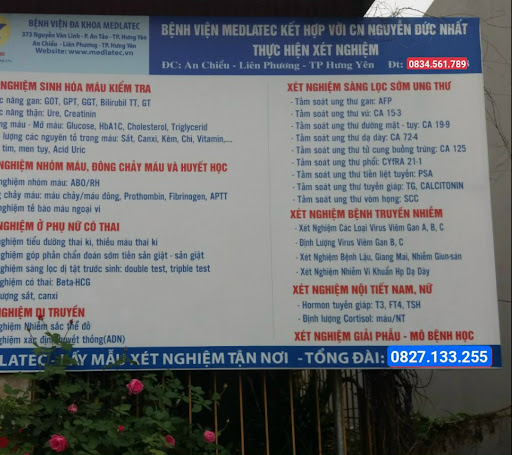 BỆNH VIỆN ĐA KHOA MEDLATEC
373 Nguyễn Văn Linh - P. An Tảo - TP. Hưng Yên
An Chiểu - Liên Phương - TP. Hưng Yên
Website: www.medlatec.vn
BỆNH VIỆN MEDLATEC KẾT HỢP VỚI CN NGUYỄN ĐỨC NHẤT
THỰC HIỆN XÉT NGHIỆM
ĐC: An Chiểu - Liên Phương - TP Hưng Yên Đt: 0834.561.789
NGHIỆM SINH HÓA MÁU KIỂM TRA
c năng gan: GOT, GPT, GGT, Bilirubil TT, GT
c năng thận: Ure, Creatinin
ng máu - Mỡ máu: Glucose, HbA1C, Cholesterol, Triglycerid
lượng các nguyên tố trong máu: Sắt, Canxi, Kẽm, Chì, Vitamin,...
tim, men tụy, Acid Uric
NGHIỆM NHÓM MÁU, ĐÔNG CHẢY MÁU VÀ HUYẾT HỌC
nghiệm nhóm máu: ABO/RH
g chảy máu: máu chảy/máu đông, Prothombin, Fibrinogen, APTT
nghiệm tế bào máu ngoại vi
NGHIỆM Ở PHỤ NỮ CÓ THAI
nghiệm tiểu đường thai kì, thiếu máu thai kì
nghiệm góp phần chẩn đoán sớm tiền sản giật - sản giật
nghiệm sàng lọc dị tật trước sinh: double test, tripble test
nghiệm có thai: Beta-HCG
lượng sắt, canxi
NGHIỆM DI TRUYỀN
nghiệm Nhiễm sắc thể đồ
nghiệm xác định huyết thống(ADN)
XÉT NGHIỆM SÀNG LỌC SỚM UNG THƯ
- Tầm soát ung thư gan: AFP
- Tầm soát ung thư vú: CA 15-3
- Tầm soát ung thư đường mật - tụy: CA 19-9
- Tầm soát ung thư dạ dày: CA 72-4
- Tầm soát ung thư tử cung buồng trứng: CA 125
- Tầm soát ung thư phổi: CYfRA 21-1
- Tầm soát ung thư tiền liệt tuyến: PSA
- Tầm soát ung thư tuyến giáp: TG, CALCITONIN
- Tầm soát ung thư vòm họng: SCC
XÉT NGHIỆM BỆNH TRUYỀN NHIỄM
- Xét Nghiệm Các Loại Virus Viêm Gan A, B, C
- Định Lượng Virus Viêm Gan B, C
- Xét Nghiệm Bệnh Lậu, Giang Mai, Nhiễm Giun-sán
- Xét Nghiệm Nhiễm Vi Khuẩn Hp Dạ Dày
XÉT NGHIỆM NỘI TIẾT NAM, NỮ
- Hormon tuyến giáp: T3, FT4, TSH
- Định lượng Cortisol: máu/NT
XÉT NGHIỆM GIẢI PHẪU - MÔ BỆNH HỌC
DLATEC - LẤY MẪU XÉT NGHIỆM TẬN NƠI - TỔNG ĐÀI: 0827.133.255